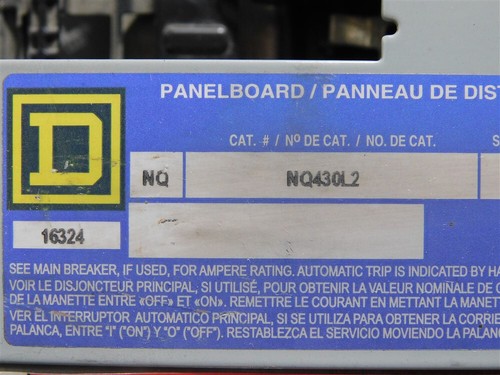 PANELBOARD / PANNEAU DE DIST
D
CAT. # / Nº DE CAT. / NO. DE CAT. S
NQ NQ430L2
16324
SEE MAIN BREAKER, IF USED, FOR AMPERE RATING. AUTOMATIC TRIP IS INDICATED BY HA
VOIR LE DISJONCTEUR PRINCIPAL, SI UTILISÉ, POUR OBTENIR LA VALEUR NOMINALE DE C
DE LA MANETTE ENTRE «OFF» ET «ON». REMETTRE LE COURANT EN METTANT LA MANET
VER EL INTERRUPTOR AUTOMATICO PRINCIPAL, SI SE UTILIZA PARA OBTENER LA CORRIE
PALANCA, ENTRE "I" ("ON") Y "O" ("OFF"). RESTABLEZCA EL SERVICIO MOVIENDO LA PALAN